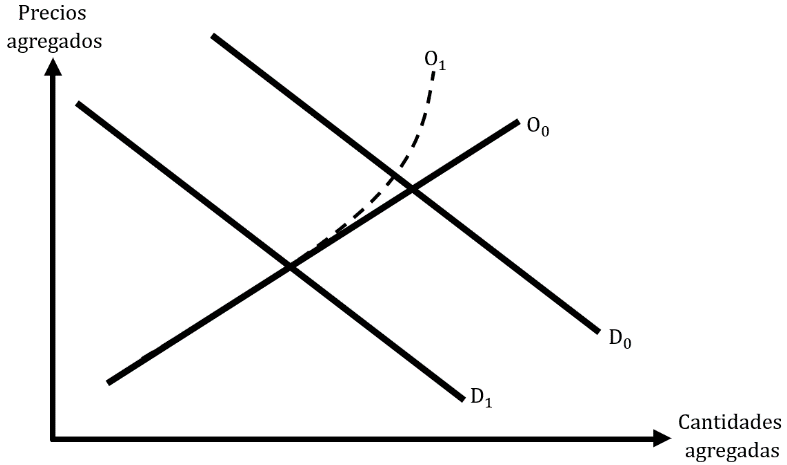 Precios
agregados
O₁
O₀
D₀
D₁
Cantidades
agregadas